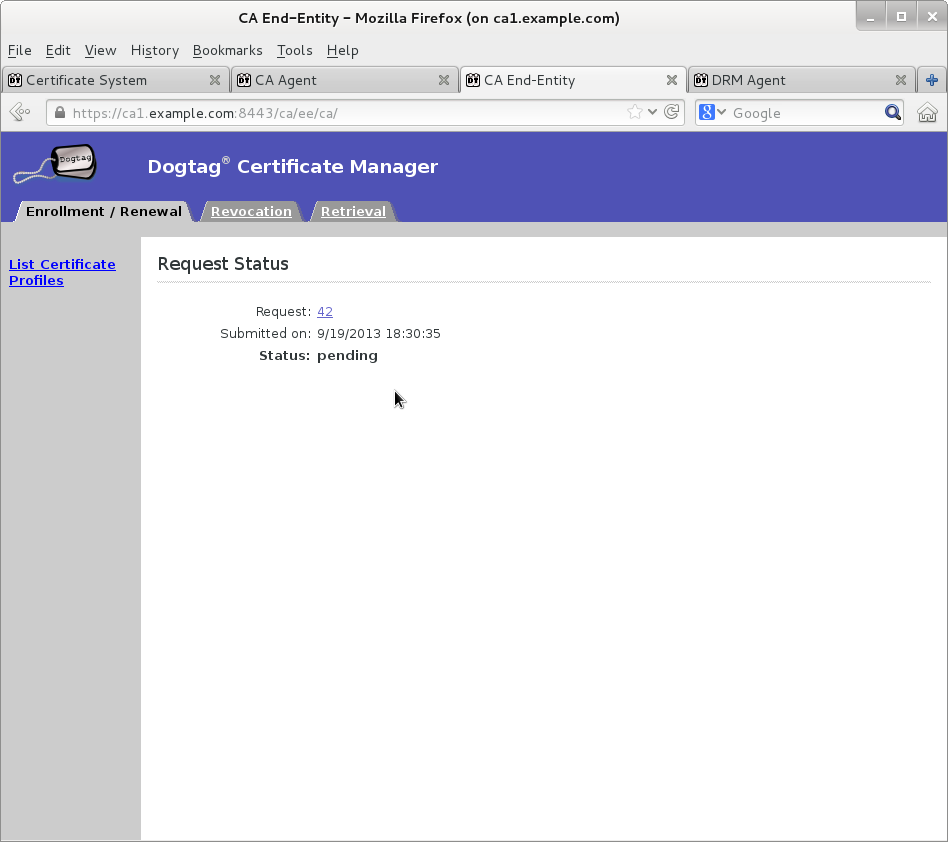 CA End-Entity - Mozilla Firefox (on ca1.example.com)
File Edit View History Bookmarks Tools Help
Certificate System CA Agent CA End-Entity DRM Agent
https://ca1.example.com:8443/ca/ee/ca/ Google
Dogtag
Dogtag® Certificate Manager
Enrollment / Renewal Revocation Retrieval
List Certificate
Profiles
Request Status
Request: 42
Submitted on: 9/19/2013 18:30:35
Status: pending